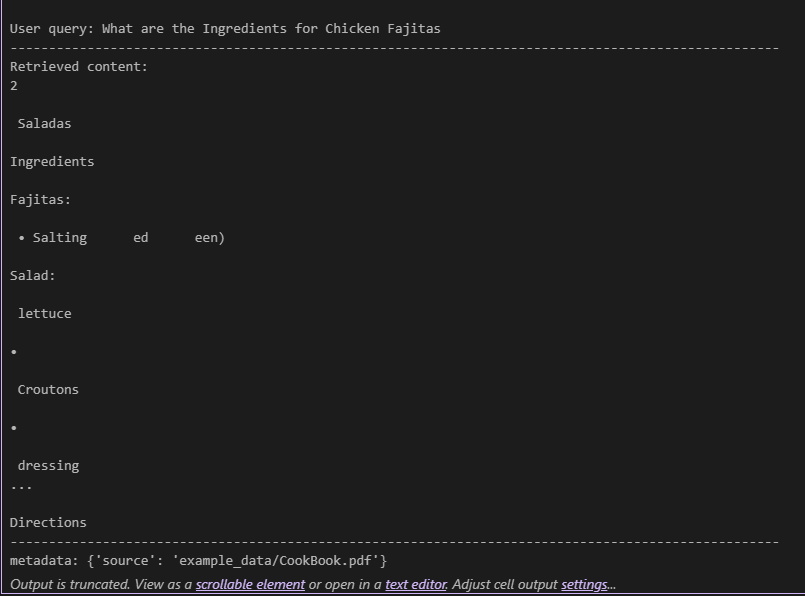 User query: What are the Ingredients for Chicken Fajitas
----------------------------------------------------------------------------------------------------
Retrieved content:
2
Saladas
Ingredients
Fajitas:
• Salting      ed      een)
Salad:
lettuce
•
Croutons
•
dressing
...
Directions
----------------------------------------------------------------------------------------------------
metadata: {'source': 'example_data/CookBook.pdf'}
Output is truncated. View as a scrollable element or open in a text editor. Adjust cell output settings...